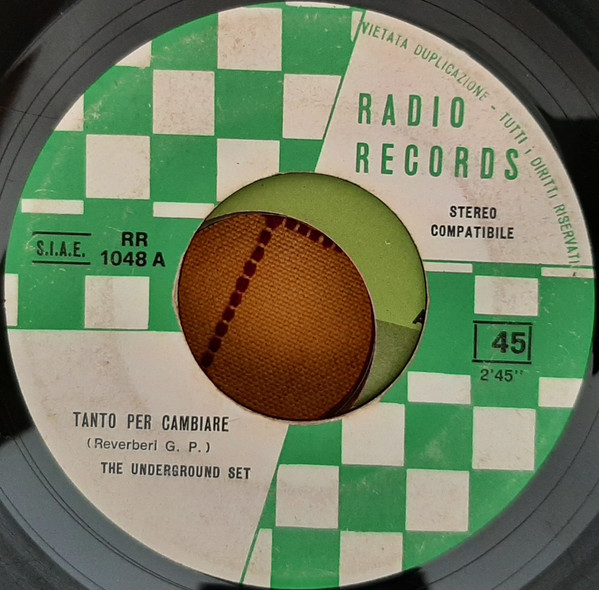 VIETATA DUPLICAZIONE - TUTTI i DIRITTI RISERVATI
RADIO
RECORDS
STEREO
COMPATIBILE
S.I.A.E.
RR
1048 A
45
2'45''
TANTO PER CAMBIARE
(Reverberi G. P.)
THE UNDERGROUND SET